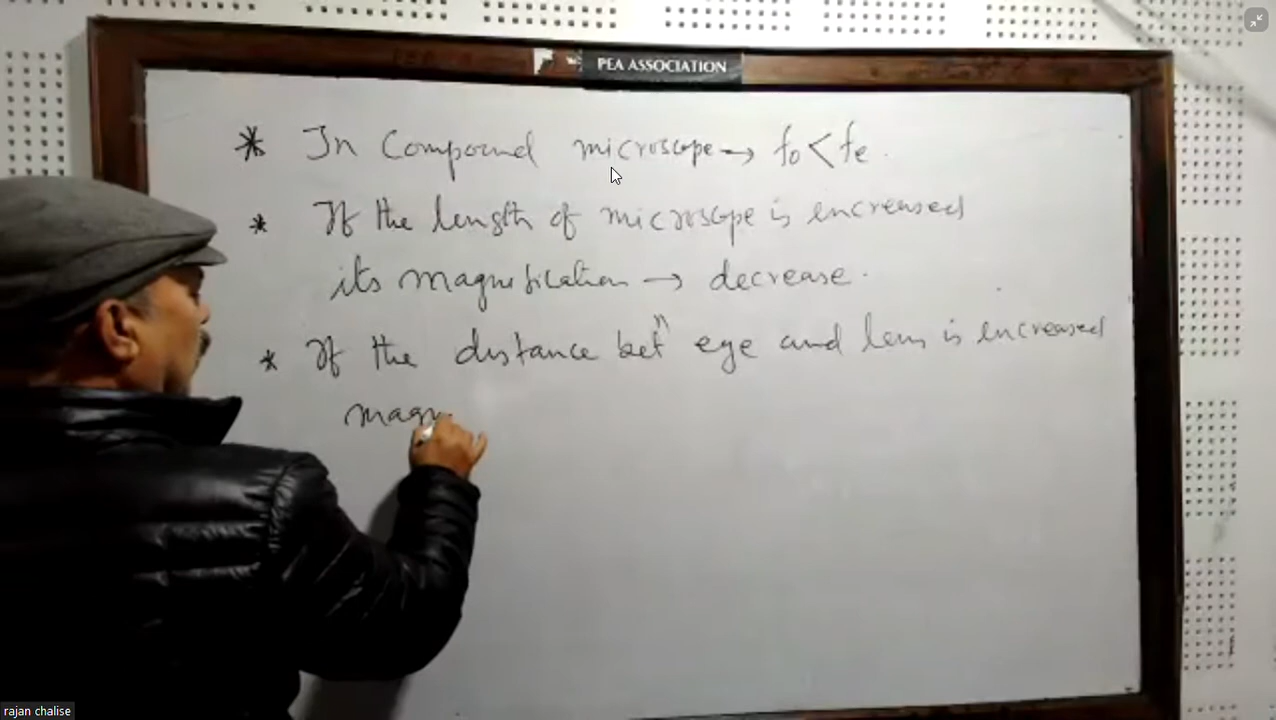 PEA ASSOCIATION
* In Compound microscope → fo < fe.
* If the length of microscope is increased
its magnification → decrease.
* If the distance betⁿ eye and lens is increased
magn
rajan chalise